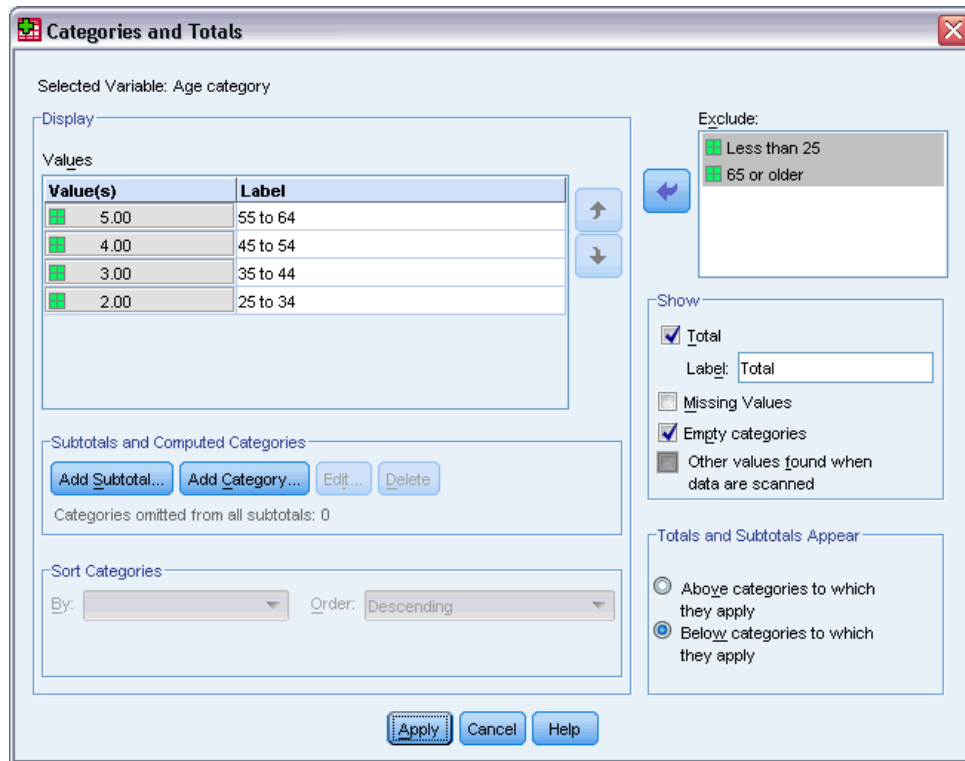 Categories and Totals
Selected Variable: Age category
Display
Values
Value(s) Label
5.00 55 to 64
4.00 45 to 54
3.00 35 to 44
2.00 25 to 34
Subtotals and Computed Categories
Add Subtotal... Add Category... Edit... Delete
Categories omitted from all subtotals: 0
Sort Categories
By: Order: Descending
Exclude:
Less than 25
65 or older
Show
Total
Label: Total
Missing Values
Empty categories
Other values found when
data are scanned
Totals and Subtotals Appear
Above categories to which
they apply
Below categories to which
they apply
Apply Cancel Help